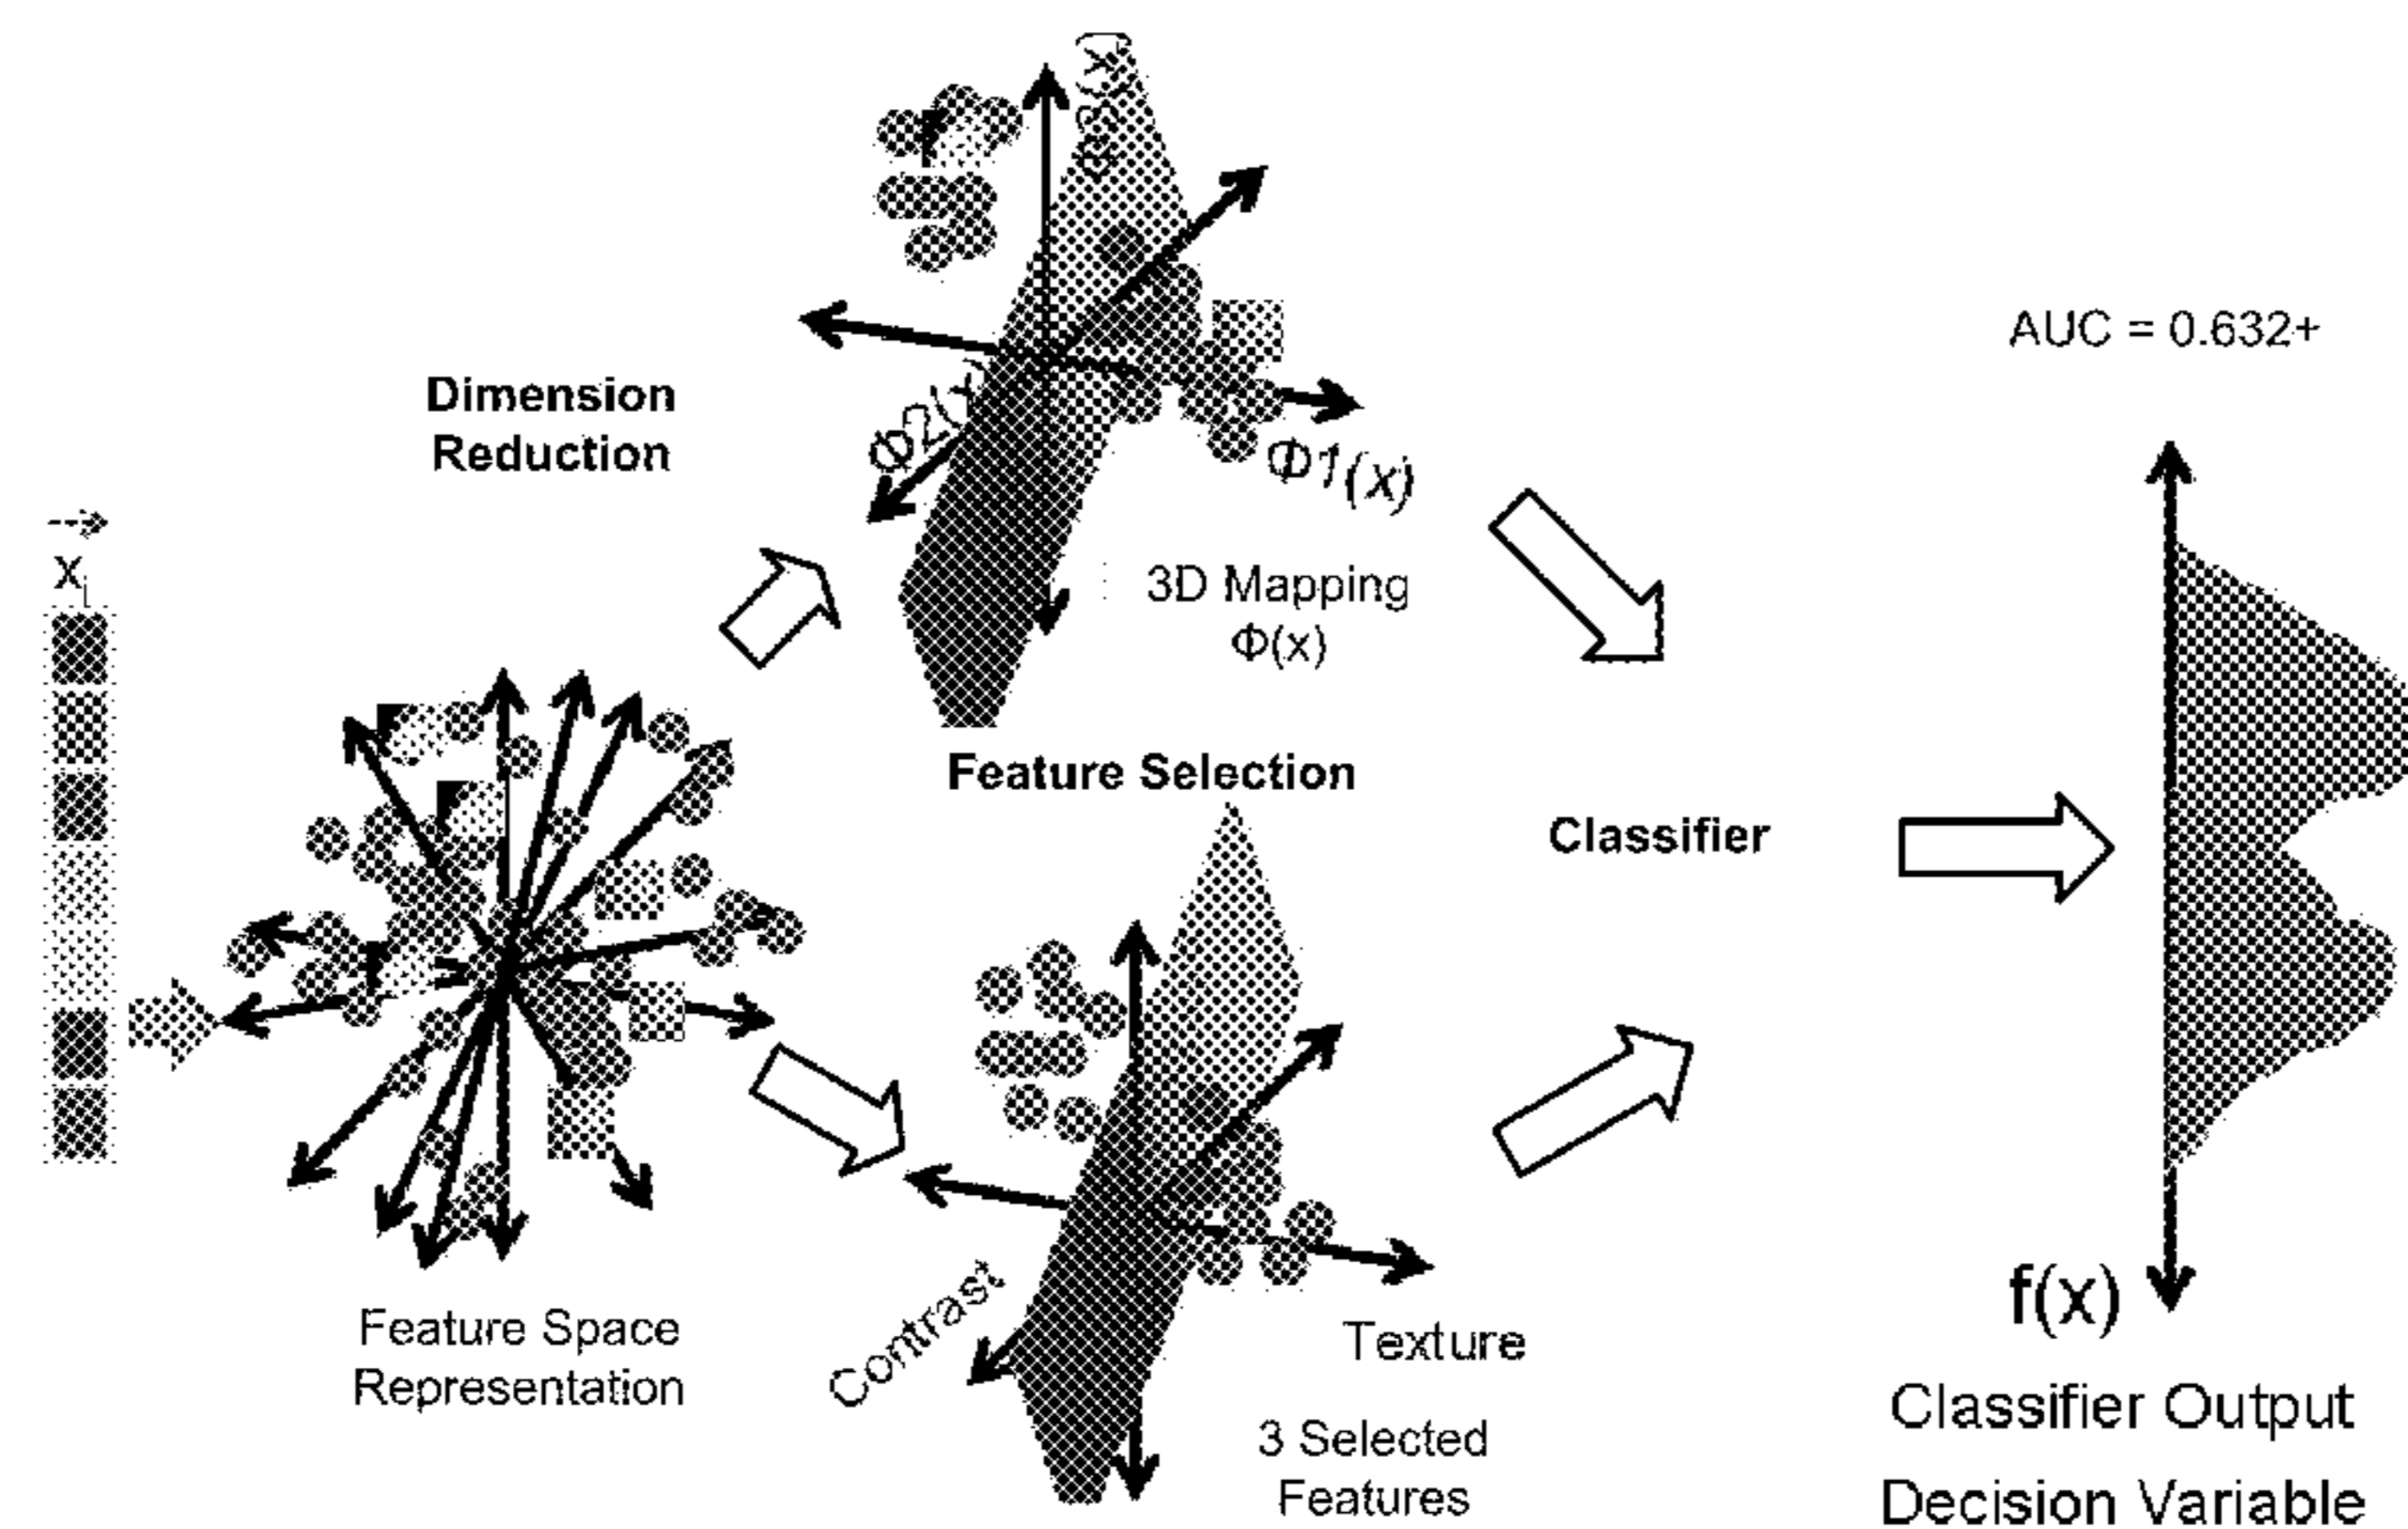 Dimension
Reduction
Φ1(x)
3D Mapping
Φ(x)
AUC = 0.632+
xi
Feature Selection
Classifier
Feature Space
Representation
Contrast
Texture
3 Selected
Features
f(x)
Classifier Output
Decision Variable